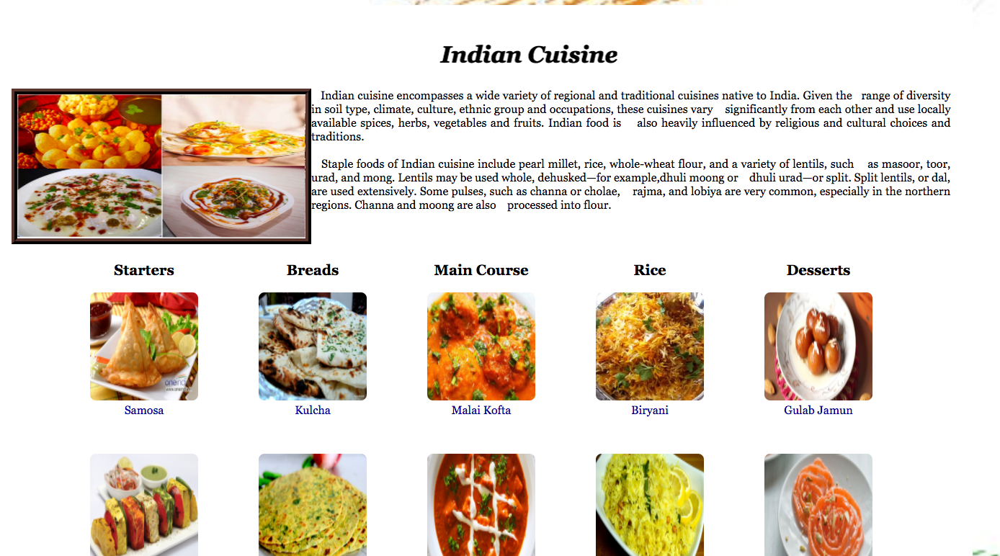 Indian Cuisine
Indian cuisine encompasses a wide variety of regional and traditional cuisines native to India. Given the range of diversity
in soil type, climate, culture, ethnic group and occupations, these cuisines vary significantly from each other and use locally
available spices, herbs, vegetables and fruits. Indian food is also heavily influenced by religious and cultural choices and
traditions.
Staple foods of Indian cuisine include pearl millet, rice, whole-wheat flour, and a variety of lentils, such as masoor, toor,
urad, and mong. Lentils may be used whole, dehusked—for example,dhuli moong or dhuli urad—or split. Split lentils, or dal,
are used extensively. Some pulses, such as channa or cholae, rajma, and lobiya are very common, especially in the northern
regions. Channa and moong are also processed into flour.
Starters Breads Main Course Rice Desserts
Samosa Kulcha Malai Kofta Biryani Gulab Jamun